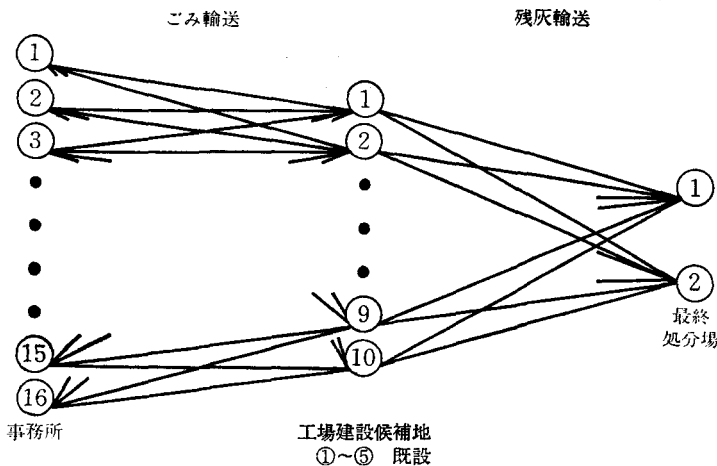 ごみ輸送
残灰輸送
①
②
③
⑮
⑯
事務所
①
②
⑨
⑩
工場建設候補地
①~⑤ 既設
①
②
最終
処分場